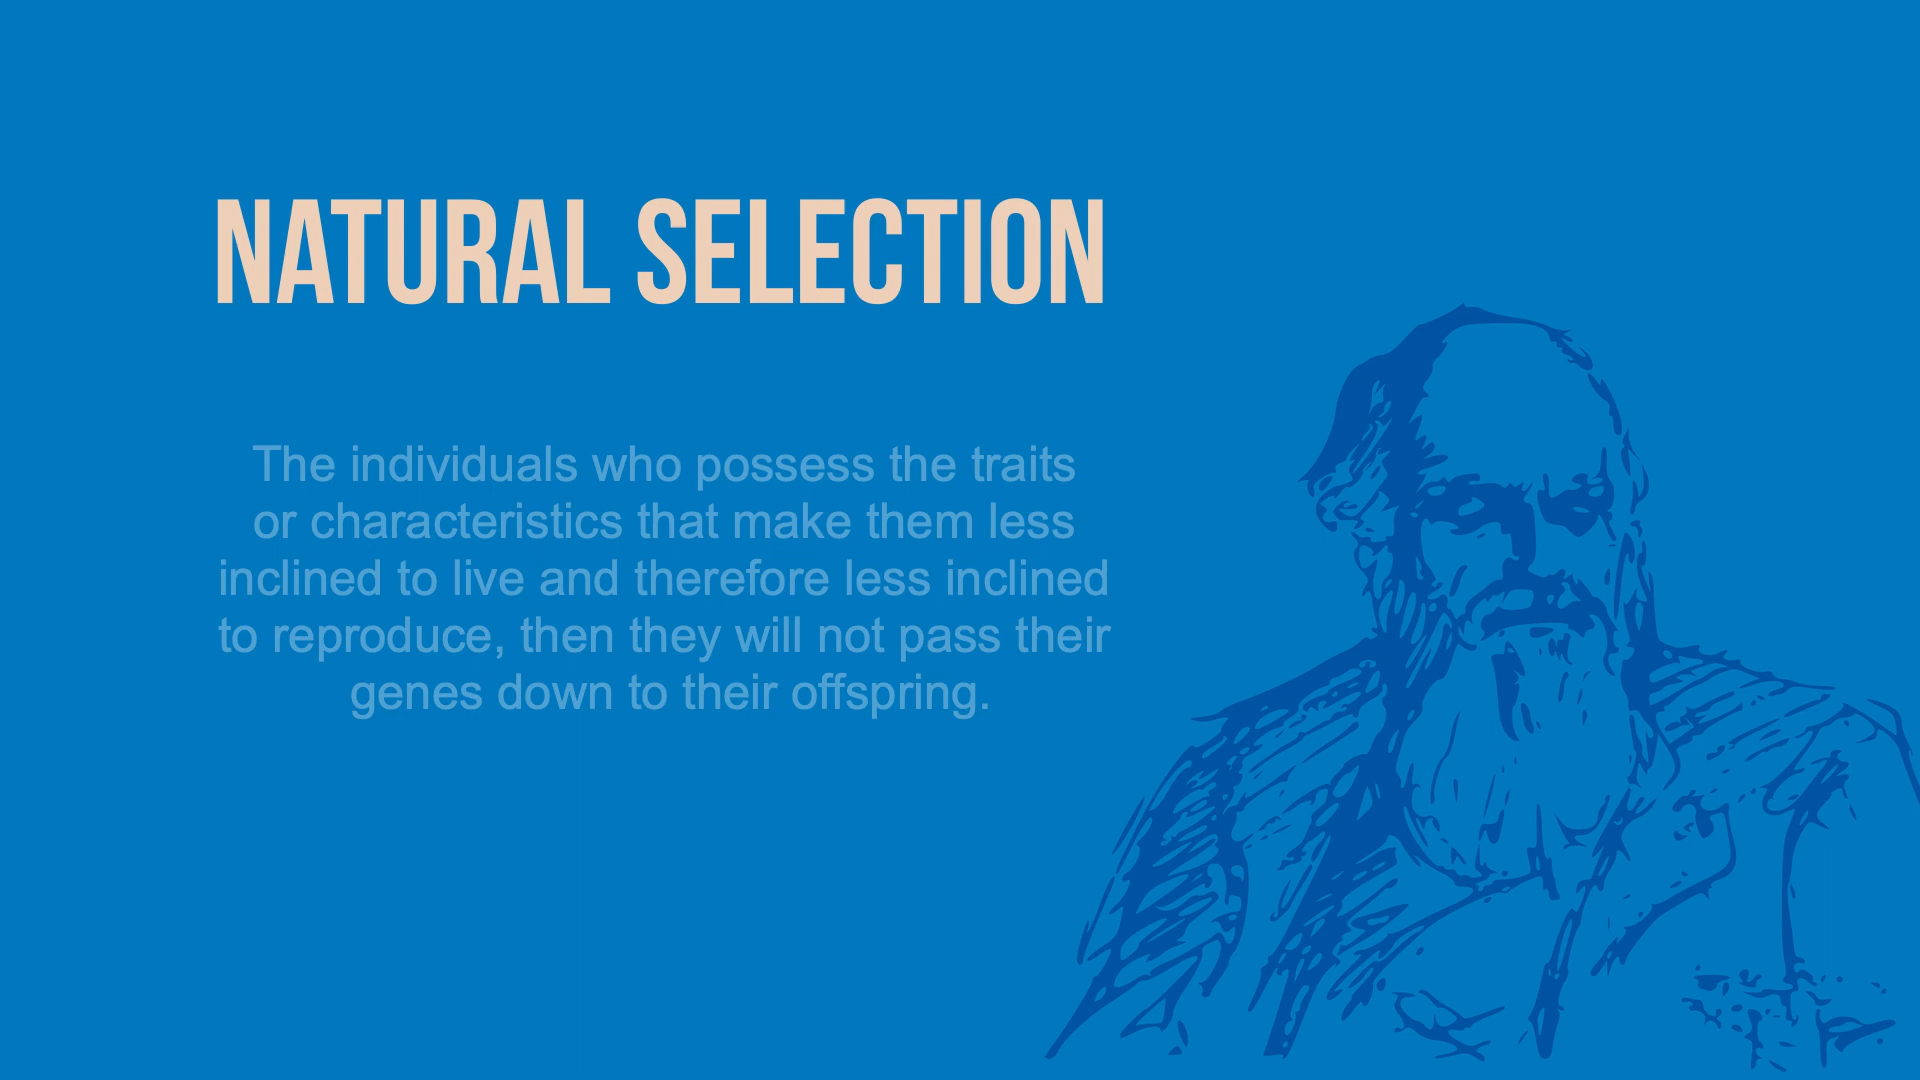 NATURAL SELECTION
The individuals who possess the traits
or characteristics that make them less
inclined to live and therefore less inclined
to reproduce, then they will not pass their
genes down to their offspring.